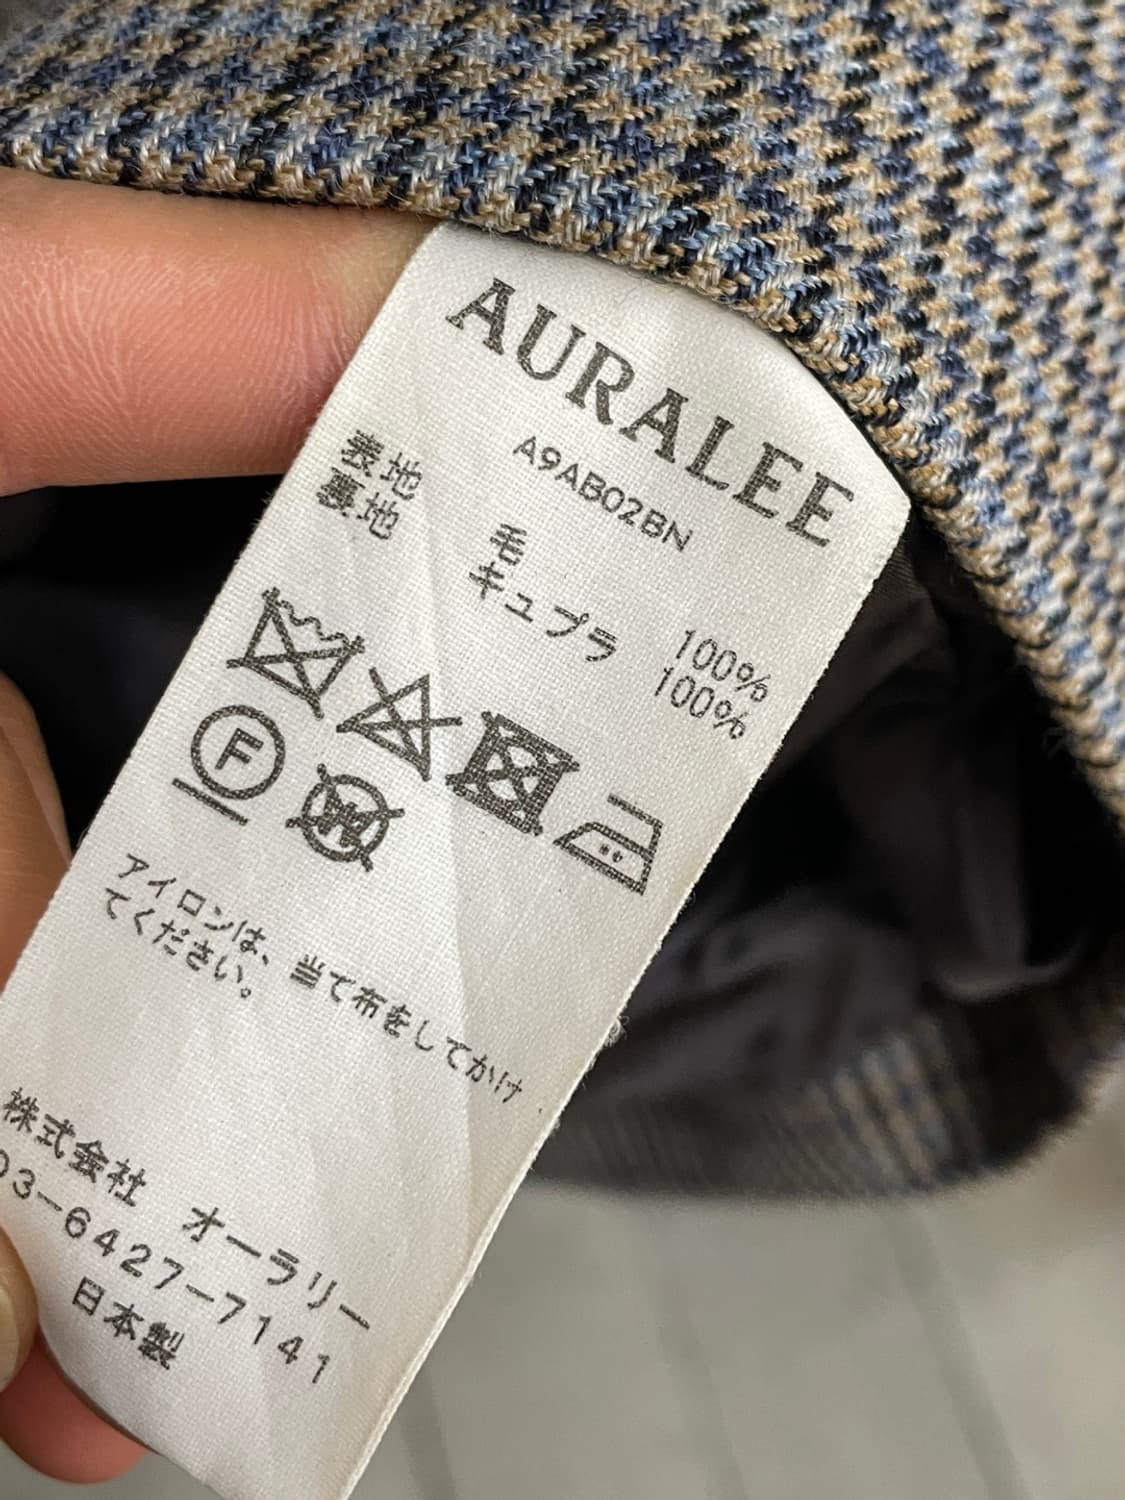 AURALEE
A9AB02BN
表地 毛 100%
裏地 キュプラ 100%
F
W
アイロンは、当て布をしてかけ
てください。
株式会社 オーラリー
03-6427-7141
日本製